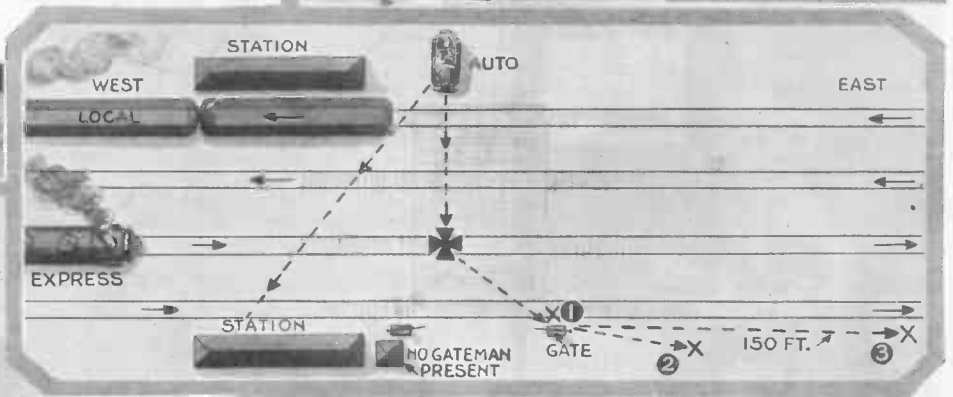 STATION
AUTO
WEST
EAST
LOCAL
EXPRESS
STATION
1
NO GATEMAN
PRESENT
GATE
2
150 FT.
3